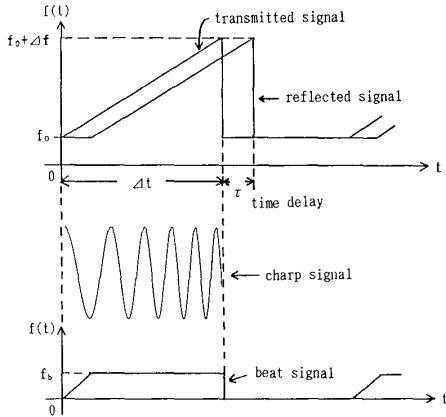 f(t)
transmitted signal
f₀+Δf
reflected signal
f₀
0
t
Δt
τ
time delay
charp signal
f(t)
f_b
beat signal
0
t